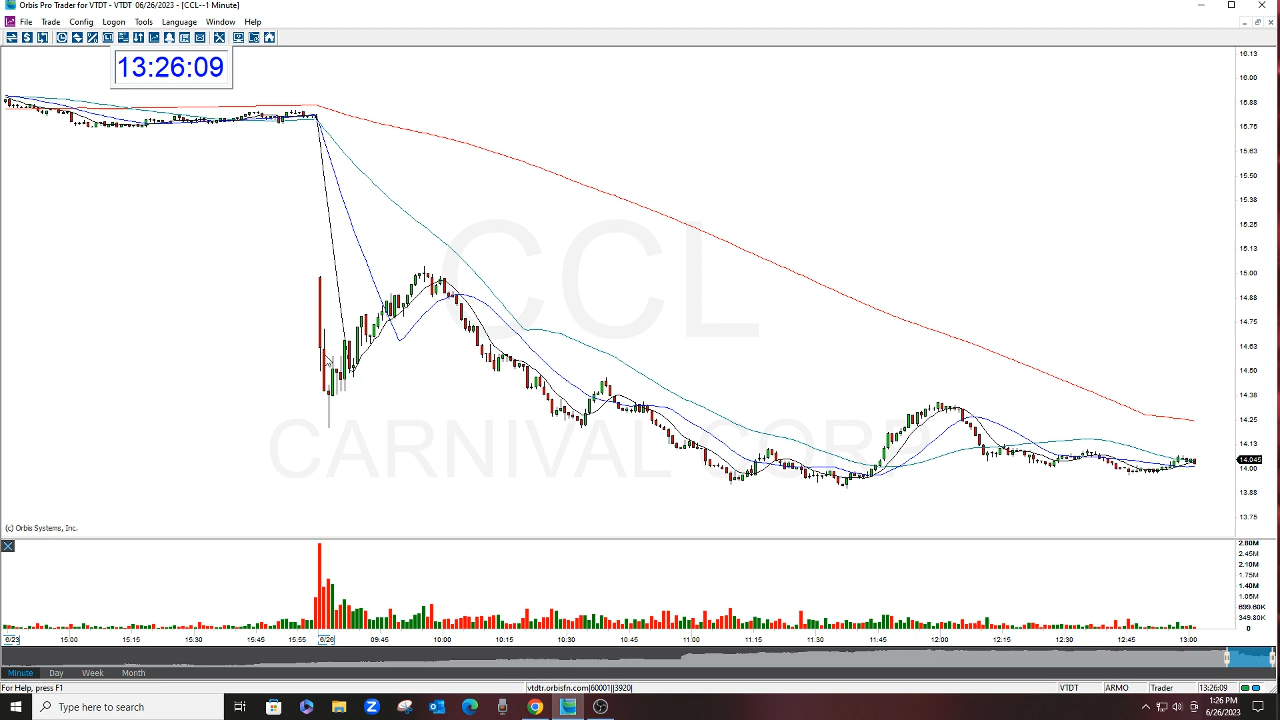 Orbis Pro Trader for VTDT - VTDT 06/26/2023 - [CCL--1 Minute]
File Trade Config Logon Tools Language Window Help
13:26:09
16.13
16.00
15.88
15.75
15.63
15.50
15.38
15.25
15.13
15.00
14.88
14.75
14.63
14.50
14.38
14.25
14.13
14.045
14.00
13.88
13.75
CCL
CARNIVAL CORP
(c) Orbis Systems, Inc.
2.80M
2.45M
2.10M
1.75M
1.40M
1.05M
699.60K
349.80K
0
6/23 15:00 15:15 15:30 15:45 15:55 6/26 09:45 10:00 10:15 10:30 10:45 11:00 11:15 11:30 11:45 12:00 12:15 12:30 12:45 13:00
Minute Day Week Month
For Help, press F1 vtdtr.orbisfn.com|60001||3920| VTDT ARMO Trader 13:26:09
Type here to search
1:26 PM
6/26/2023